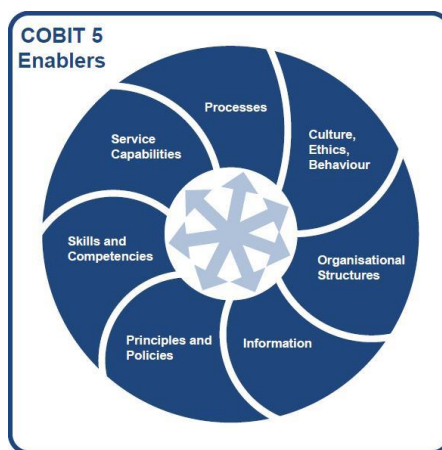 COBIT 5
Enablers
Processes
Culture,
Ethics,
Behaviour
Organisational
Structures
Information
Principles and
Policies
Skills and
Competencies
Service
Capabilities